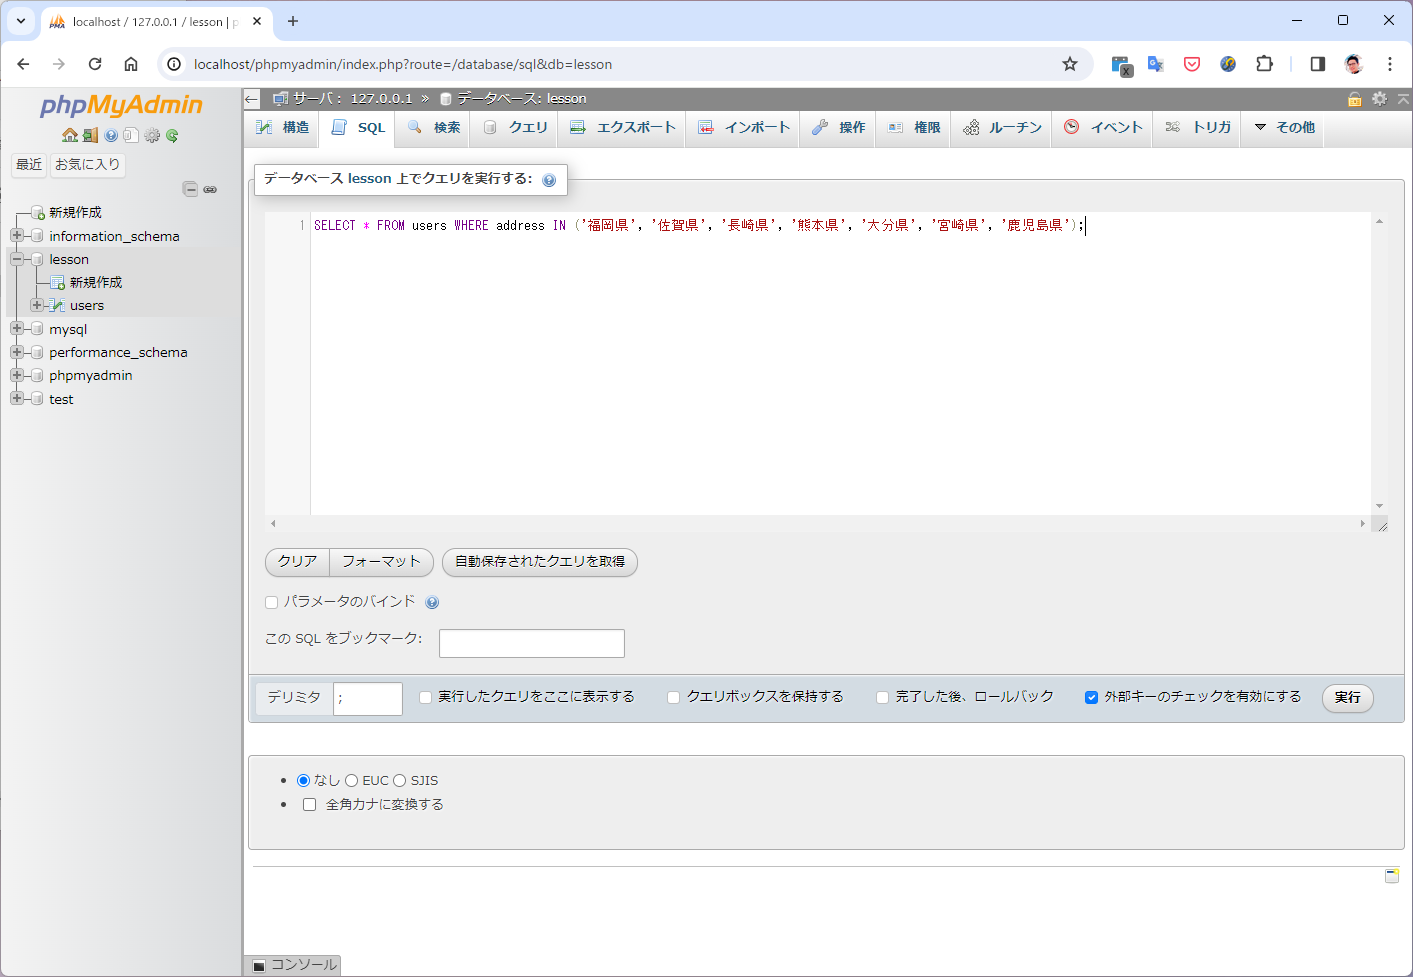 localhost / 127.0.0.1 / lesson | p
localhost/phpmyadmin/index.php?route=/database/sql&db=lesson
phpMyAdmin
最近 お気に入り
新規作成
information_schema
lesson
新規作成
users
mysql
performance_schema
phpmyadmin
test
サーバ: 127.0.0.1 » データベース: lesson
構造 SQL 検索 クエリ エクスポート インポート 操作 権限 ルーチン イベント トリガ その他
データベース lesson 上でクエリを実行する:
1 SELECT * FROM users WHERE address IN ('福岡県', '佐賀県', '長崎県', '熊本県', '大分県', '宮崎県', '鹿児島県');
クリア フォーマット 自動保存されたクエリを取得
パラメータのバインド
この SQL をブックマーク:
デリミタ ; 実行したクエリをここに表示する クエリボックスを保持する 完了した後、ロールバック 外部キーのチェックを有効にする 実行
なし EUC SJIS
全角カナに変換する
コンソール